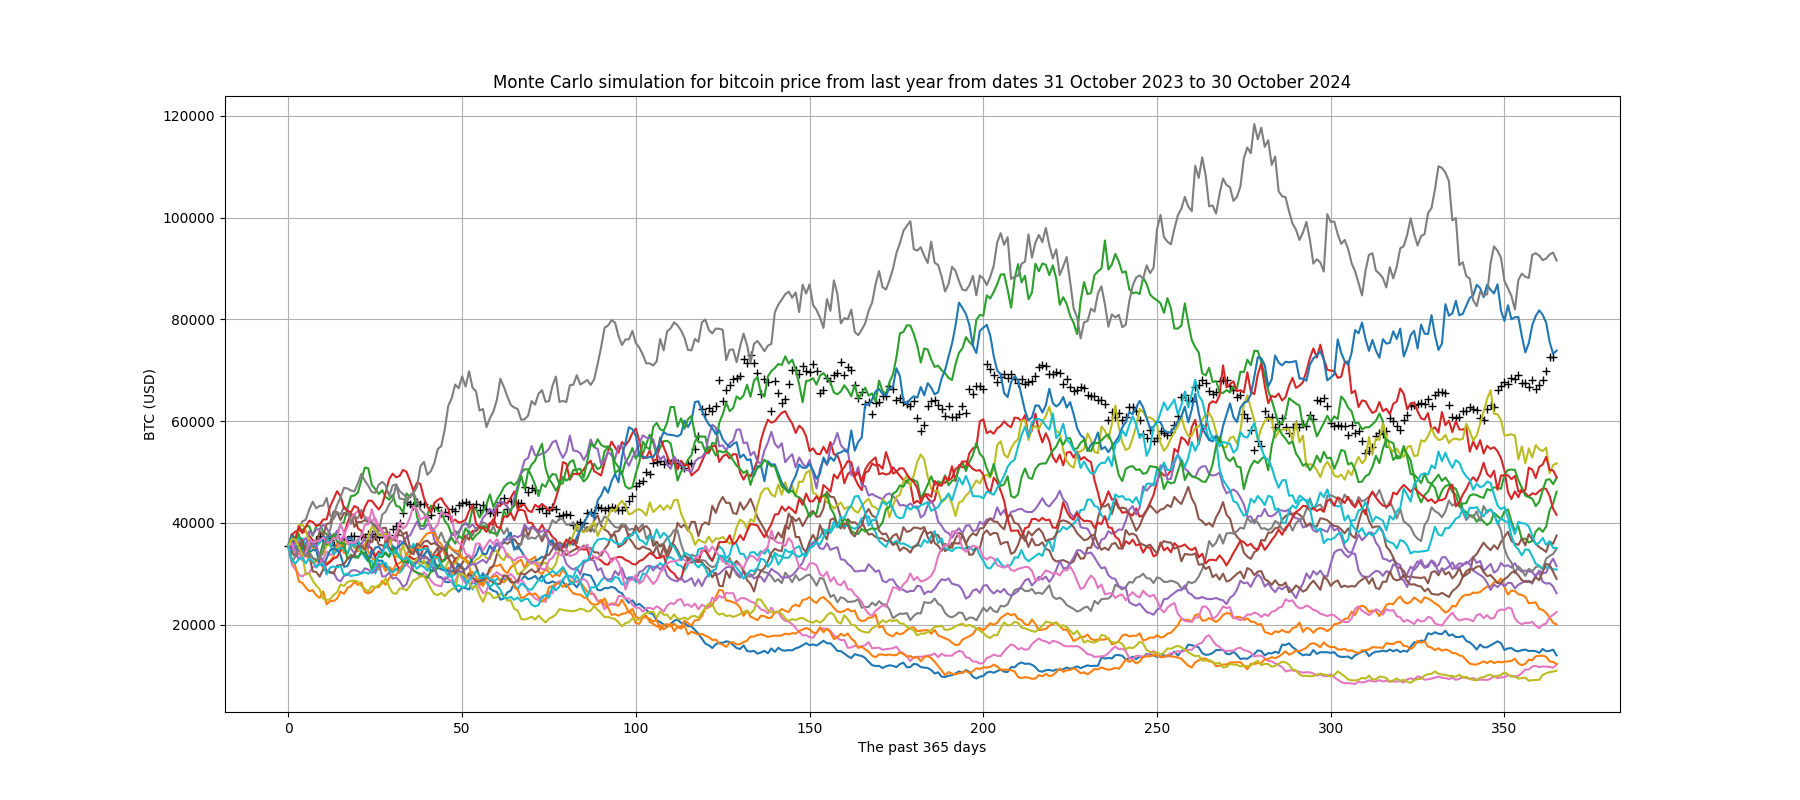 Monte Carlo simulation for bitcoin price from last year from dates 31 October 2023 to 30 October 2024
120000
100000
80000
60000
40000
20000
BTC (USD)
0 50 100 150 200 250 300 350
The past 365 days